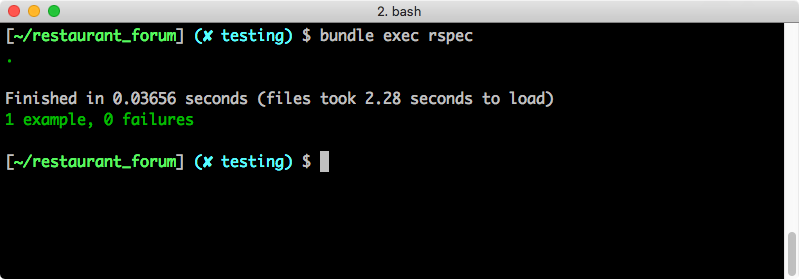 2. bash
[~/restaurant_forum] (✘ testing) $ bundle exec rspec
.
Finished in 0.03656 seconds (files took 2.28 seconds to load)
1 example, 0 failures
[~/restaurant_forum] (✘ testing) $